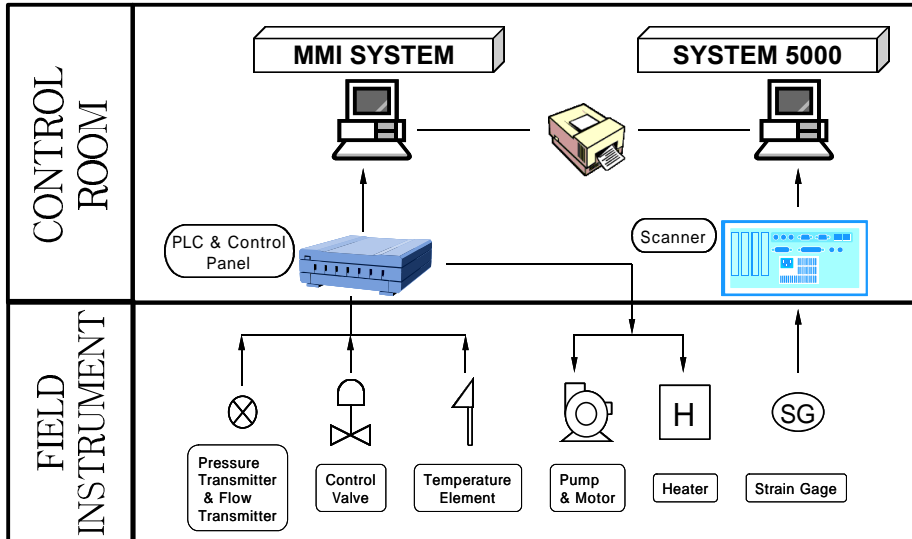 MMI SYSTEM
SYSTEM 5000
CONTROL
ROOM
PLC & Control
Panel
Scanner
FIELD
INSTRUMENT
H
SG
Pressure
Transmitter
& Flow
Transmitter
Control
Valve
Temperature
Element
Pump
& Motor
Heater
Strain Gage